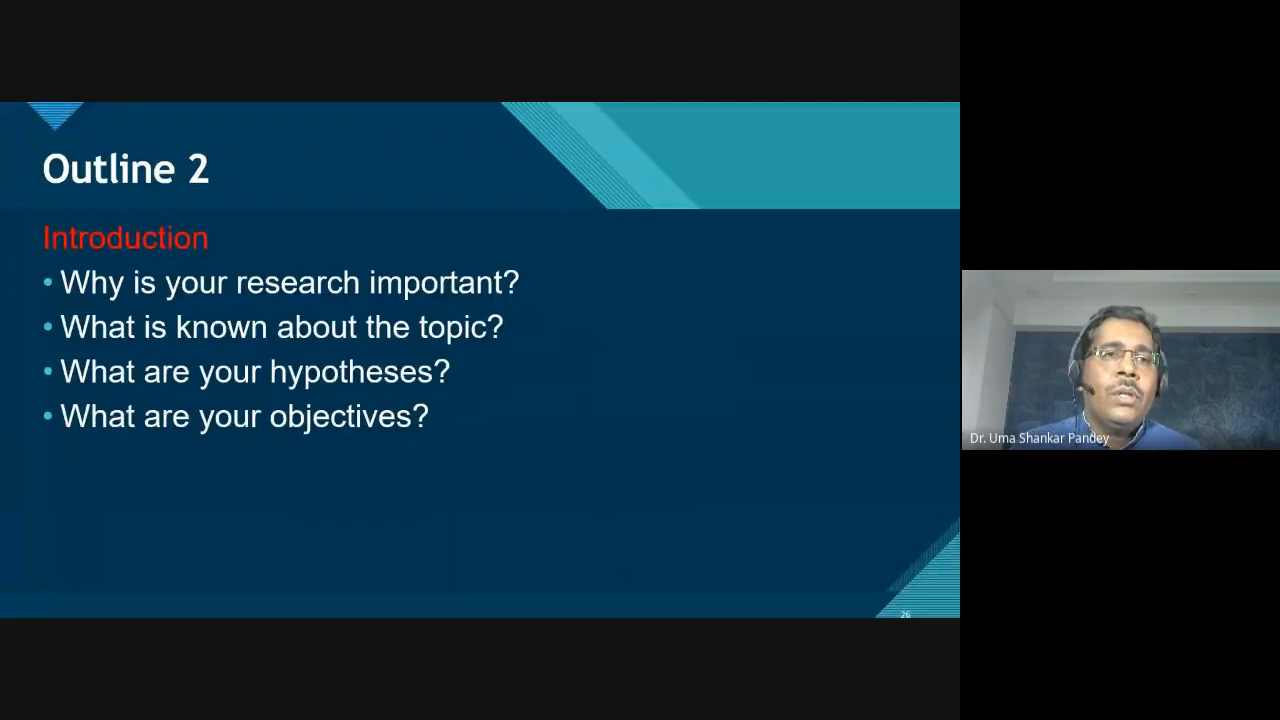 Outline 2
Introduction
• Why is your research important?
• What is known about the topic?
• What are your hypotheses?
• What are your objectives?
26
Dr. Uma Shankar Pandey